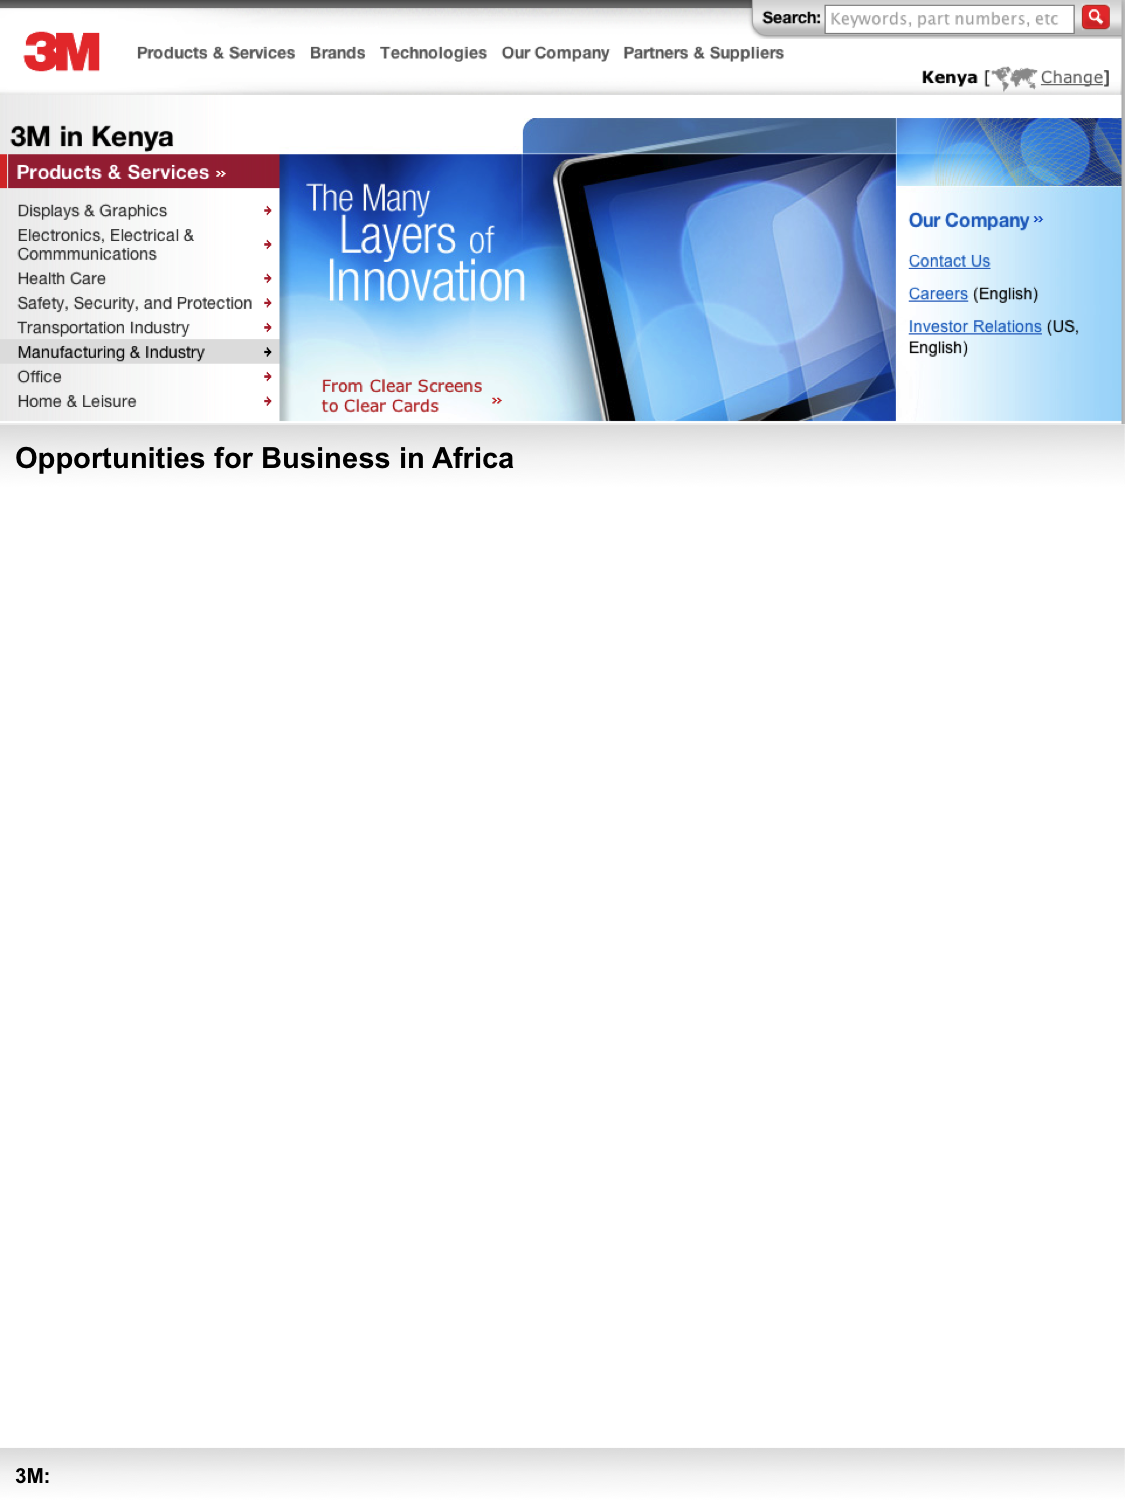 Search: Keywords, part numbers, etc
3M
Products & Services Brands Technologies Our Company Partners & Suppliers
Kenya [ Change]
3M in Kenya
Products & Services »
Displays & Graphics
Electronics, Electrical &
Commmunications
Health Care
Safety, Security, and Protection
Transportation Industry
Manufacturing & Industry
Office
Home & Leisure
The Many
Layers of
Innovation
From Clear Screens
to Clear Cards »
Our Company »
Contact Us
Careers (English)
Investor Relations (US,
English)
Opportunities for Business in Africa
3M: